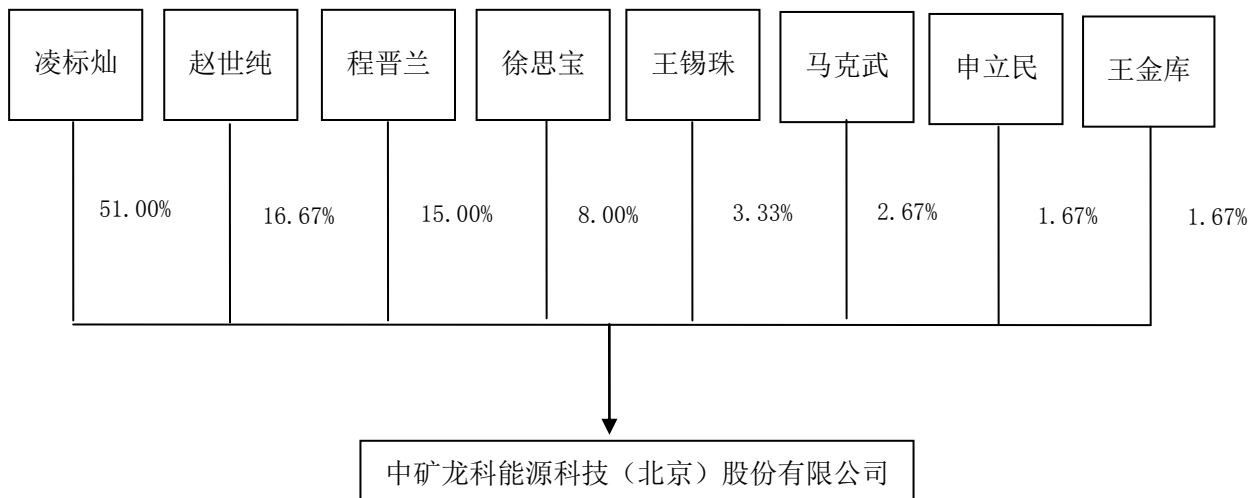 凌标灿 赵世纯 程晋兰 徐思宝 王锡珠 马克武 申立民 王金库
51.00% 16.67% 15.00% 8.00% 3.33% 2.67% 1.67% 1.67%
中矿龙科能源科技（北京）股份有限公司